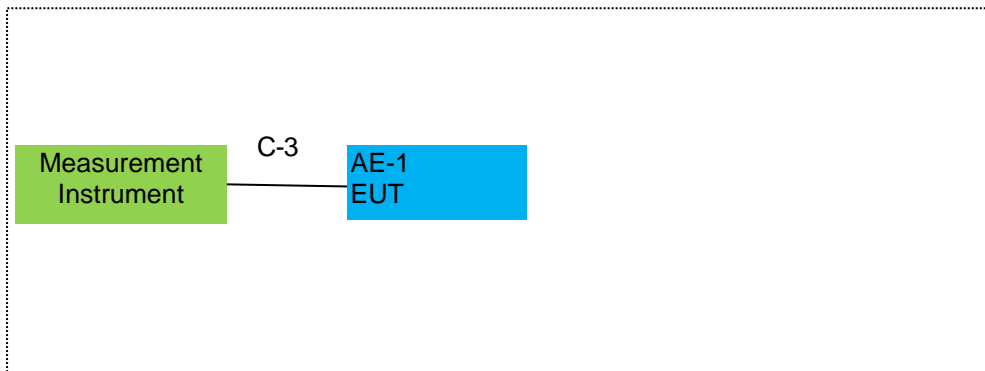 C-3
Measurement
Instrument
AE-1
EUT